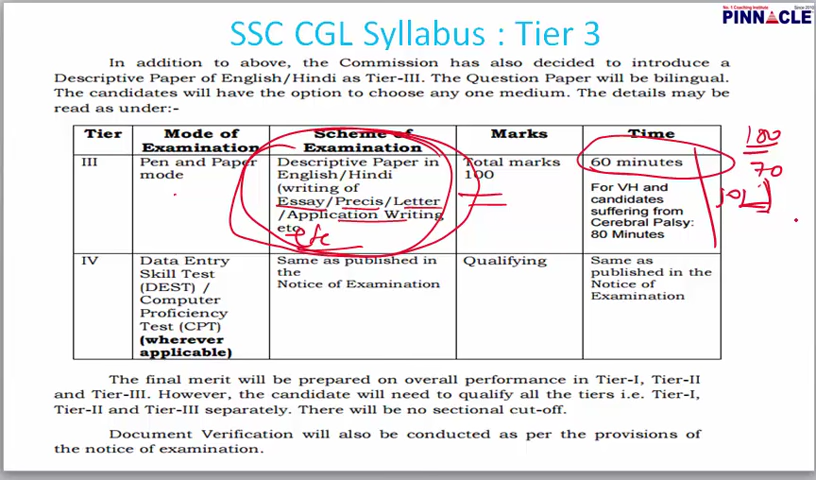 No. 1 Coaching Institute
Since 2010
PINNACLE
SSC CGL Syllabus : Tier 3
In addition to above, the Commission has also decided to introduce a
Descriptive Paper of English/Hindi as Tier-III. The Question Paper will be bilingual.
The candidates will have the option to choose any one medium. The details may be
read as under:-
Tier
Mode of
Examination
Scheme of
Examination
Marks
Time
III
Pen and Paper
mode
Descriptive Paper in
English/Hindi
(writing of
Essay/Precis/Letter
/Application Writing
etc
etc
Total marks
100
60 minutes
For VH and
candidates
suffering from
Cerebral Palsy:
80 Minutes
100
70
IV
Data Entry
Skill Test
(DEST) /
Computer
Proficiency
Test (CPT)
(wherever
applicable)
Same as published in
the
Notice of Examination
Qualifying
Same as
published in the
Notice of
Examination
The final merit will be prepared on overall performance in Tier-I, Tier-II
and Tier-III. However, the candidate will need to qualify all the tiers i.e. Tier-I,
Tier-II and Tier-III separately. There will be no sectional cut-off.
Document Verification will also be conducted as per the provisions of
the notice of examination.